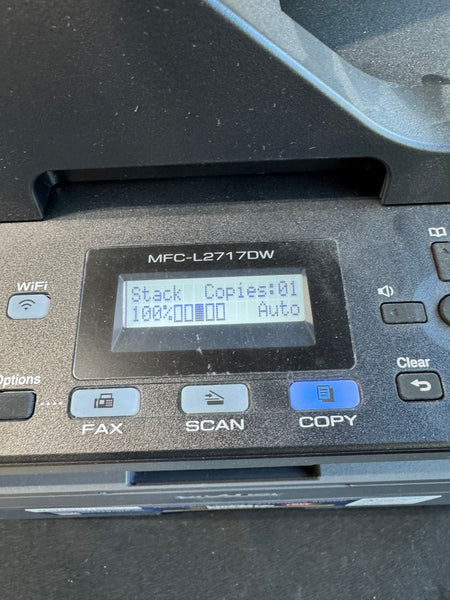 MFC-L2717DW
WiFi
Stack Copies:01
100% Auto
Options
Clear
FAX
SCAN
COPY